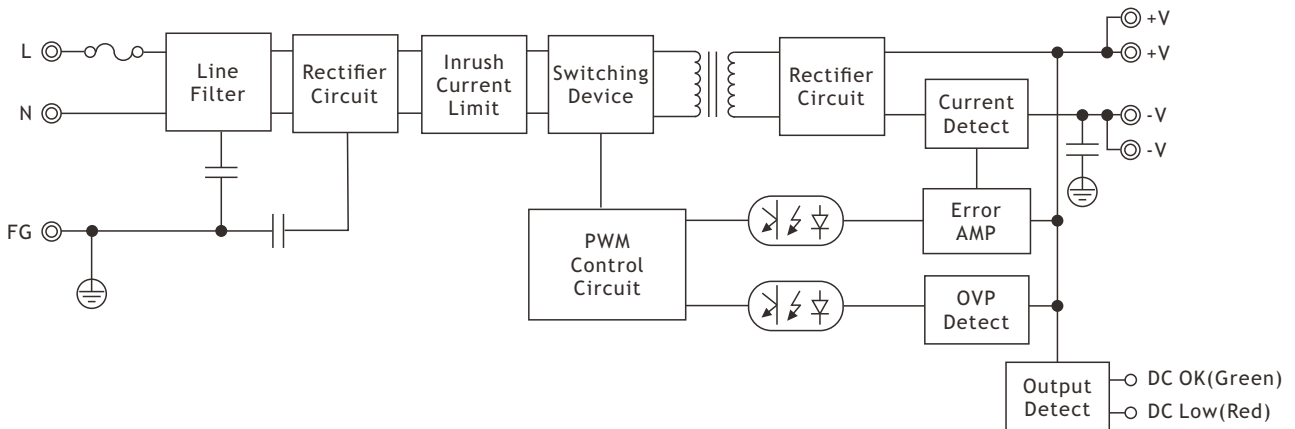 +V
L
+V
Line
Filter
Rectifier
Circuit
Inrush
Current
Limit
Switching
Device
Rectifier
Circuit
Current
Detect
N
-V
-V
FG
PWM
Control
Circuit
Error
AMP
OVP
Detect
Output
Detect
DC OK(Green)
DC Low(Red)